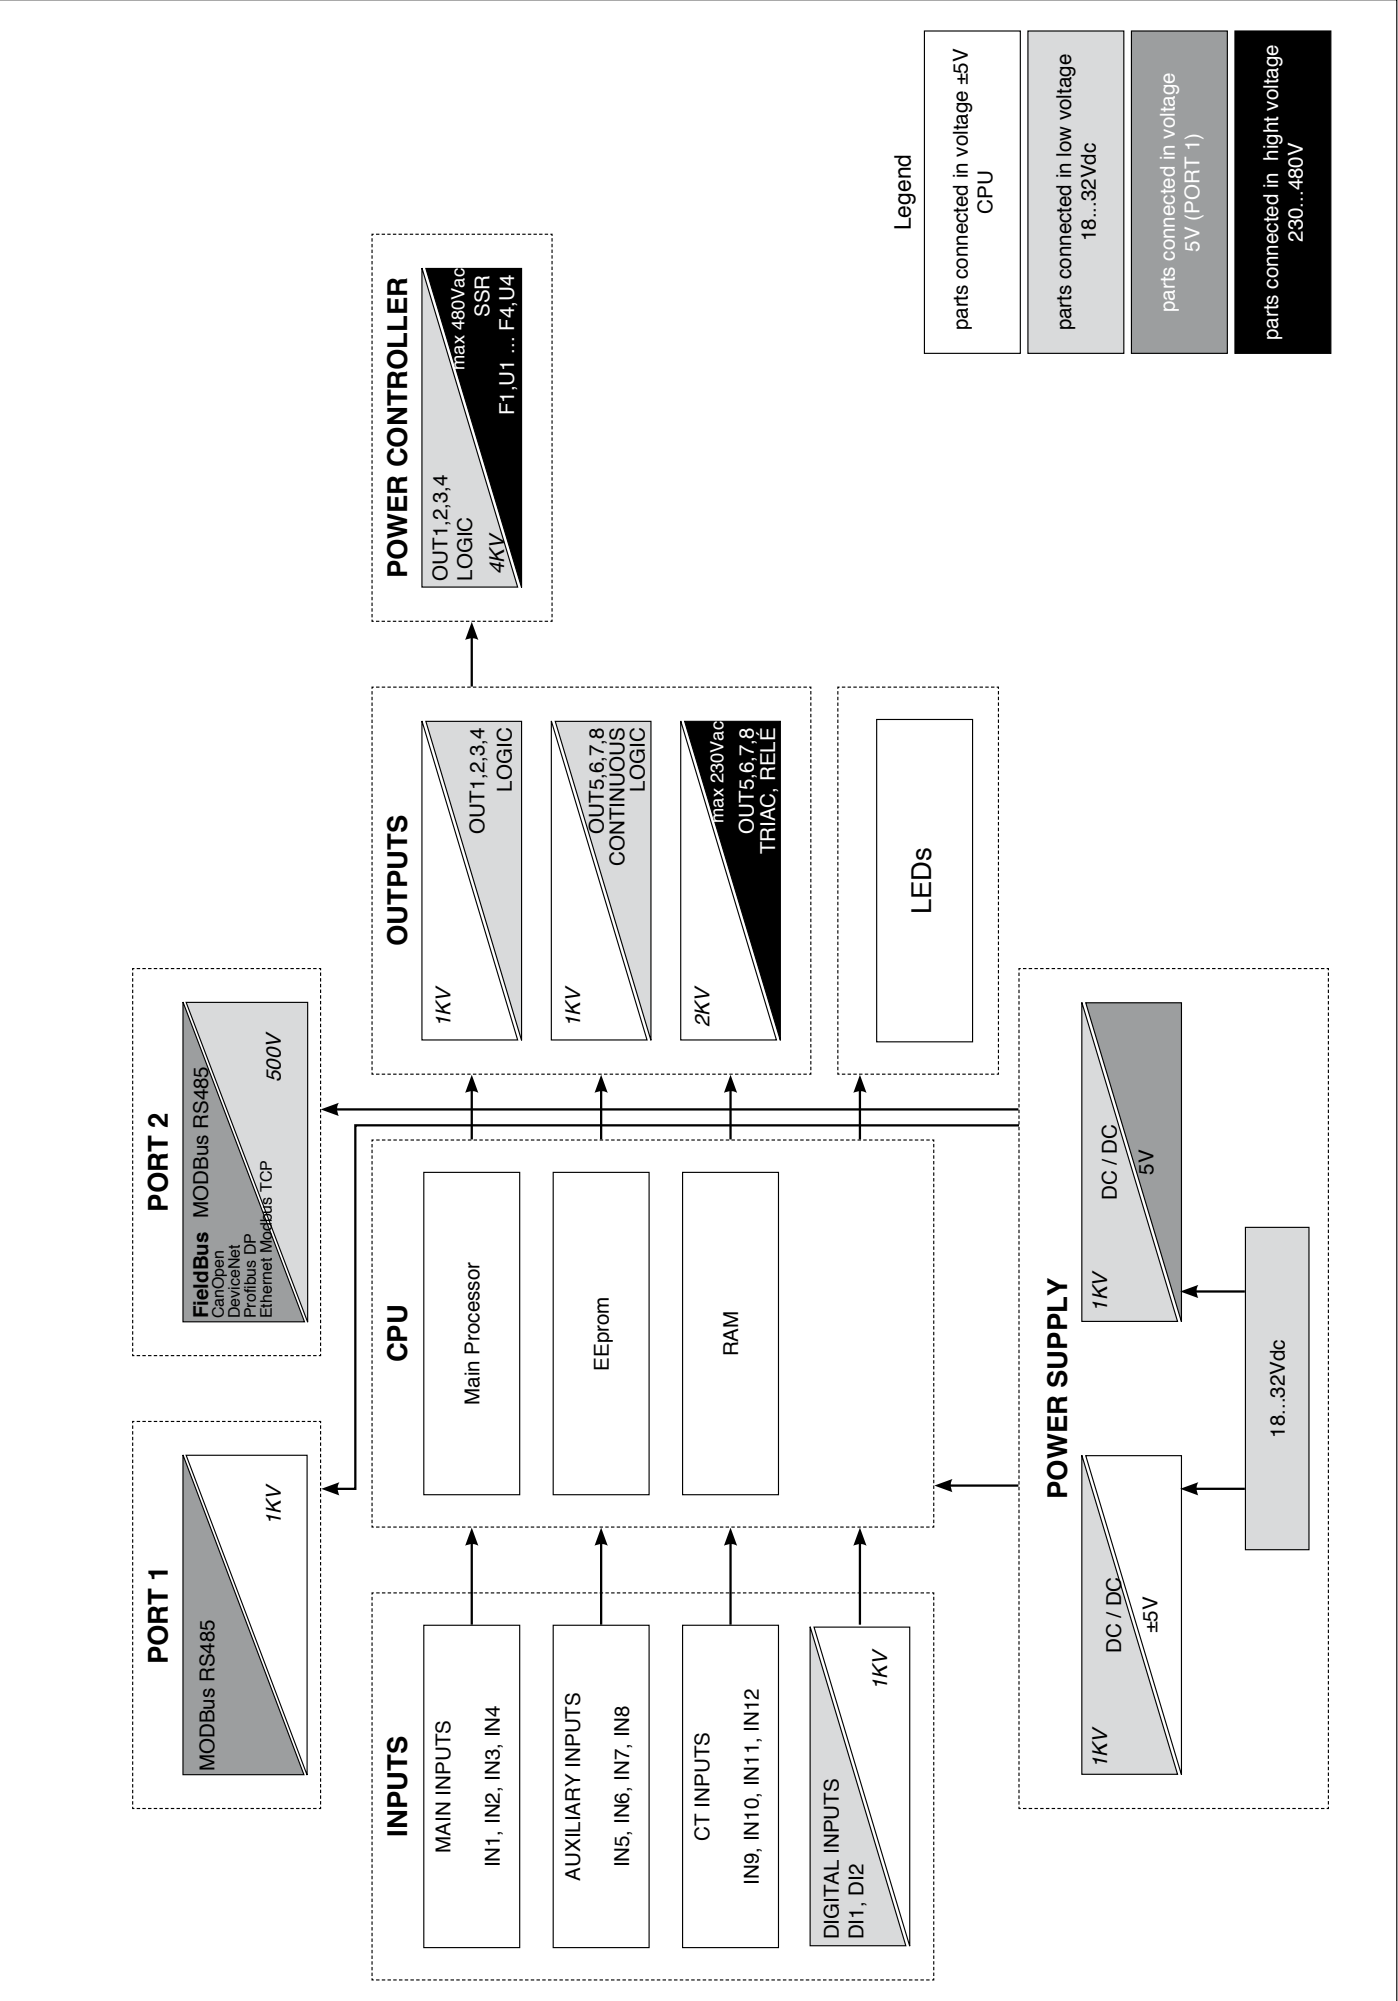 PORT 1
MODBus RS485
1KV
PORT 2
FieldBus MODBus RS485
CanOpen
DeviceNet
Profibus DP
Ethernet Modbus TCP
500V
INPUTS
MAIN INPUTS
IN1, IN2, IN3, IN4
AUXILIARY INPUTS
IN5, IN6, IN7, IN8
CT INPUTS
IN9, IN10, IN11, IN12
DIGITAL INPUTS
DI1, DI2
1KV
CPU
Main Processor
EEprom
RAM
OUTPUTS
1KV
OUT1,2,3,4
LOGIC
1KV
OUT5,6,7,8
CONTINUOUS
LOGIC
2KV
max 230Vac
OUT5,6,7,8
TRIAC, RELÉ
LEDs
POWER CONTROLLER
OUT1,2,3,4
LOGIC
4KV
max 480Vac
SSR
F1,U1 ... F4,U4
POWER SUPPLY
1KV
DC / DC
±5V
1KV
DC / DC
5V
18...32Vdc
Legend
parts connected in voltage ±5V
CPU
parts connected in low voltage
18...32Vdc
parts connected in voltage
5V (PORT 1)
parts connected in hight voltage
230...480V